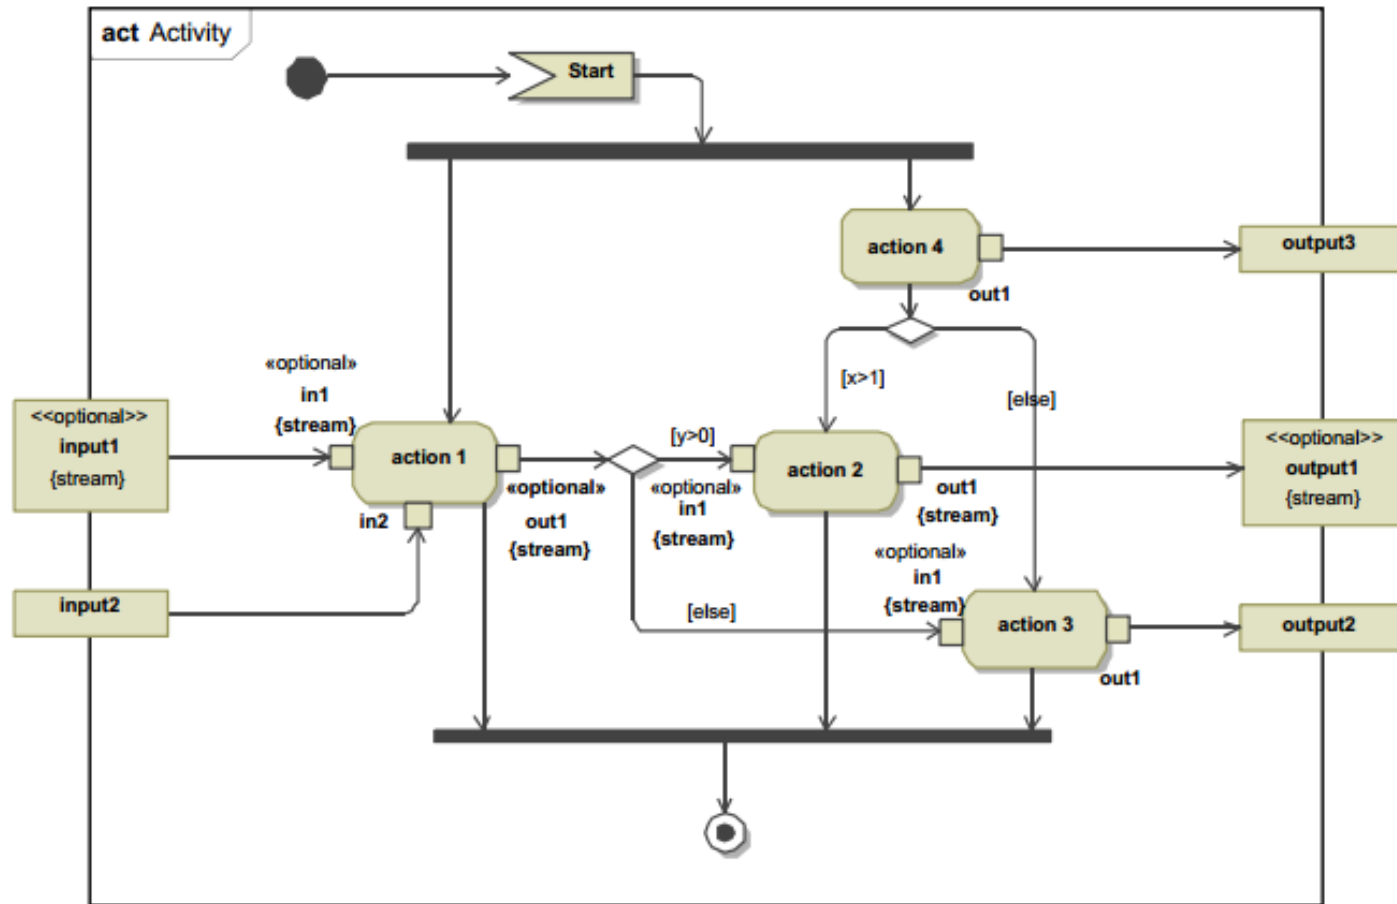 act Activity
Start
action 4
out1
output3
[x>1]
[else]
«optional»
in1
{stream}
<<optional>>
input1
{stream}
action 1
in2
«optional»
out1
{stream}
[y>0]
«optional»
in1
{stream}
action 2
out1
{stream}
<<optional>>
output1
{stream}
input2
[else]
«optional»
in1
{stream}
action 3
out1
output2